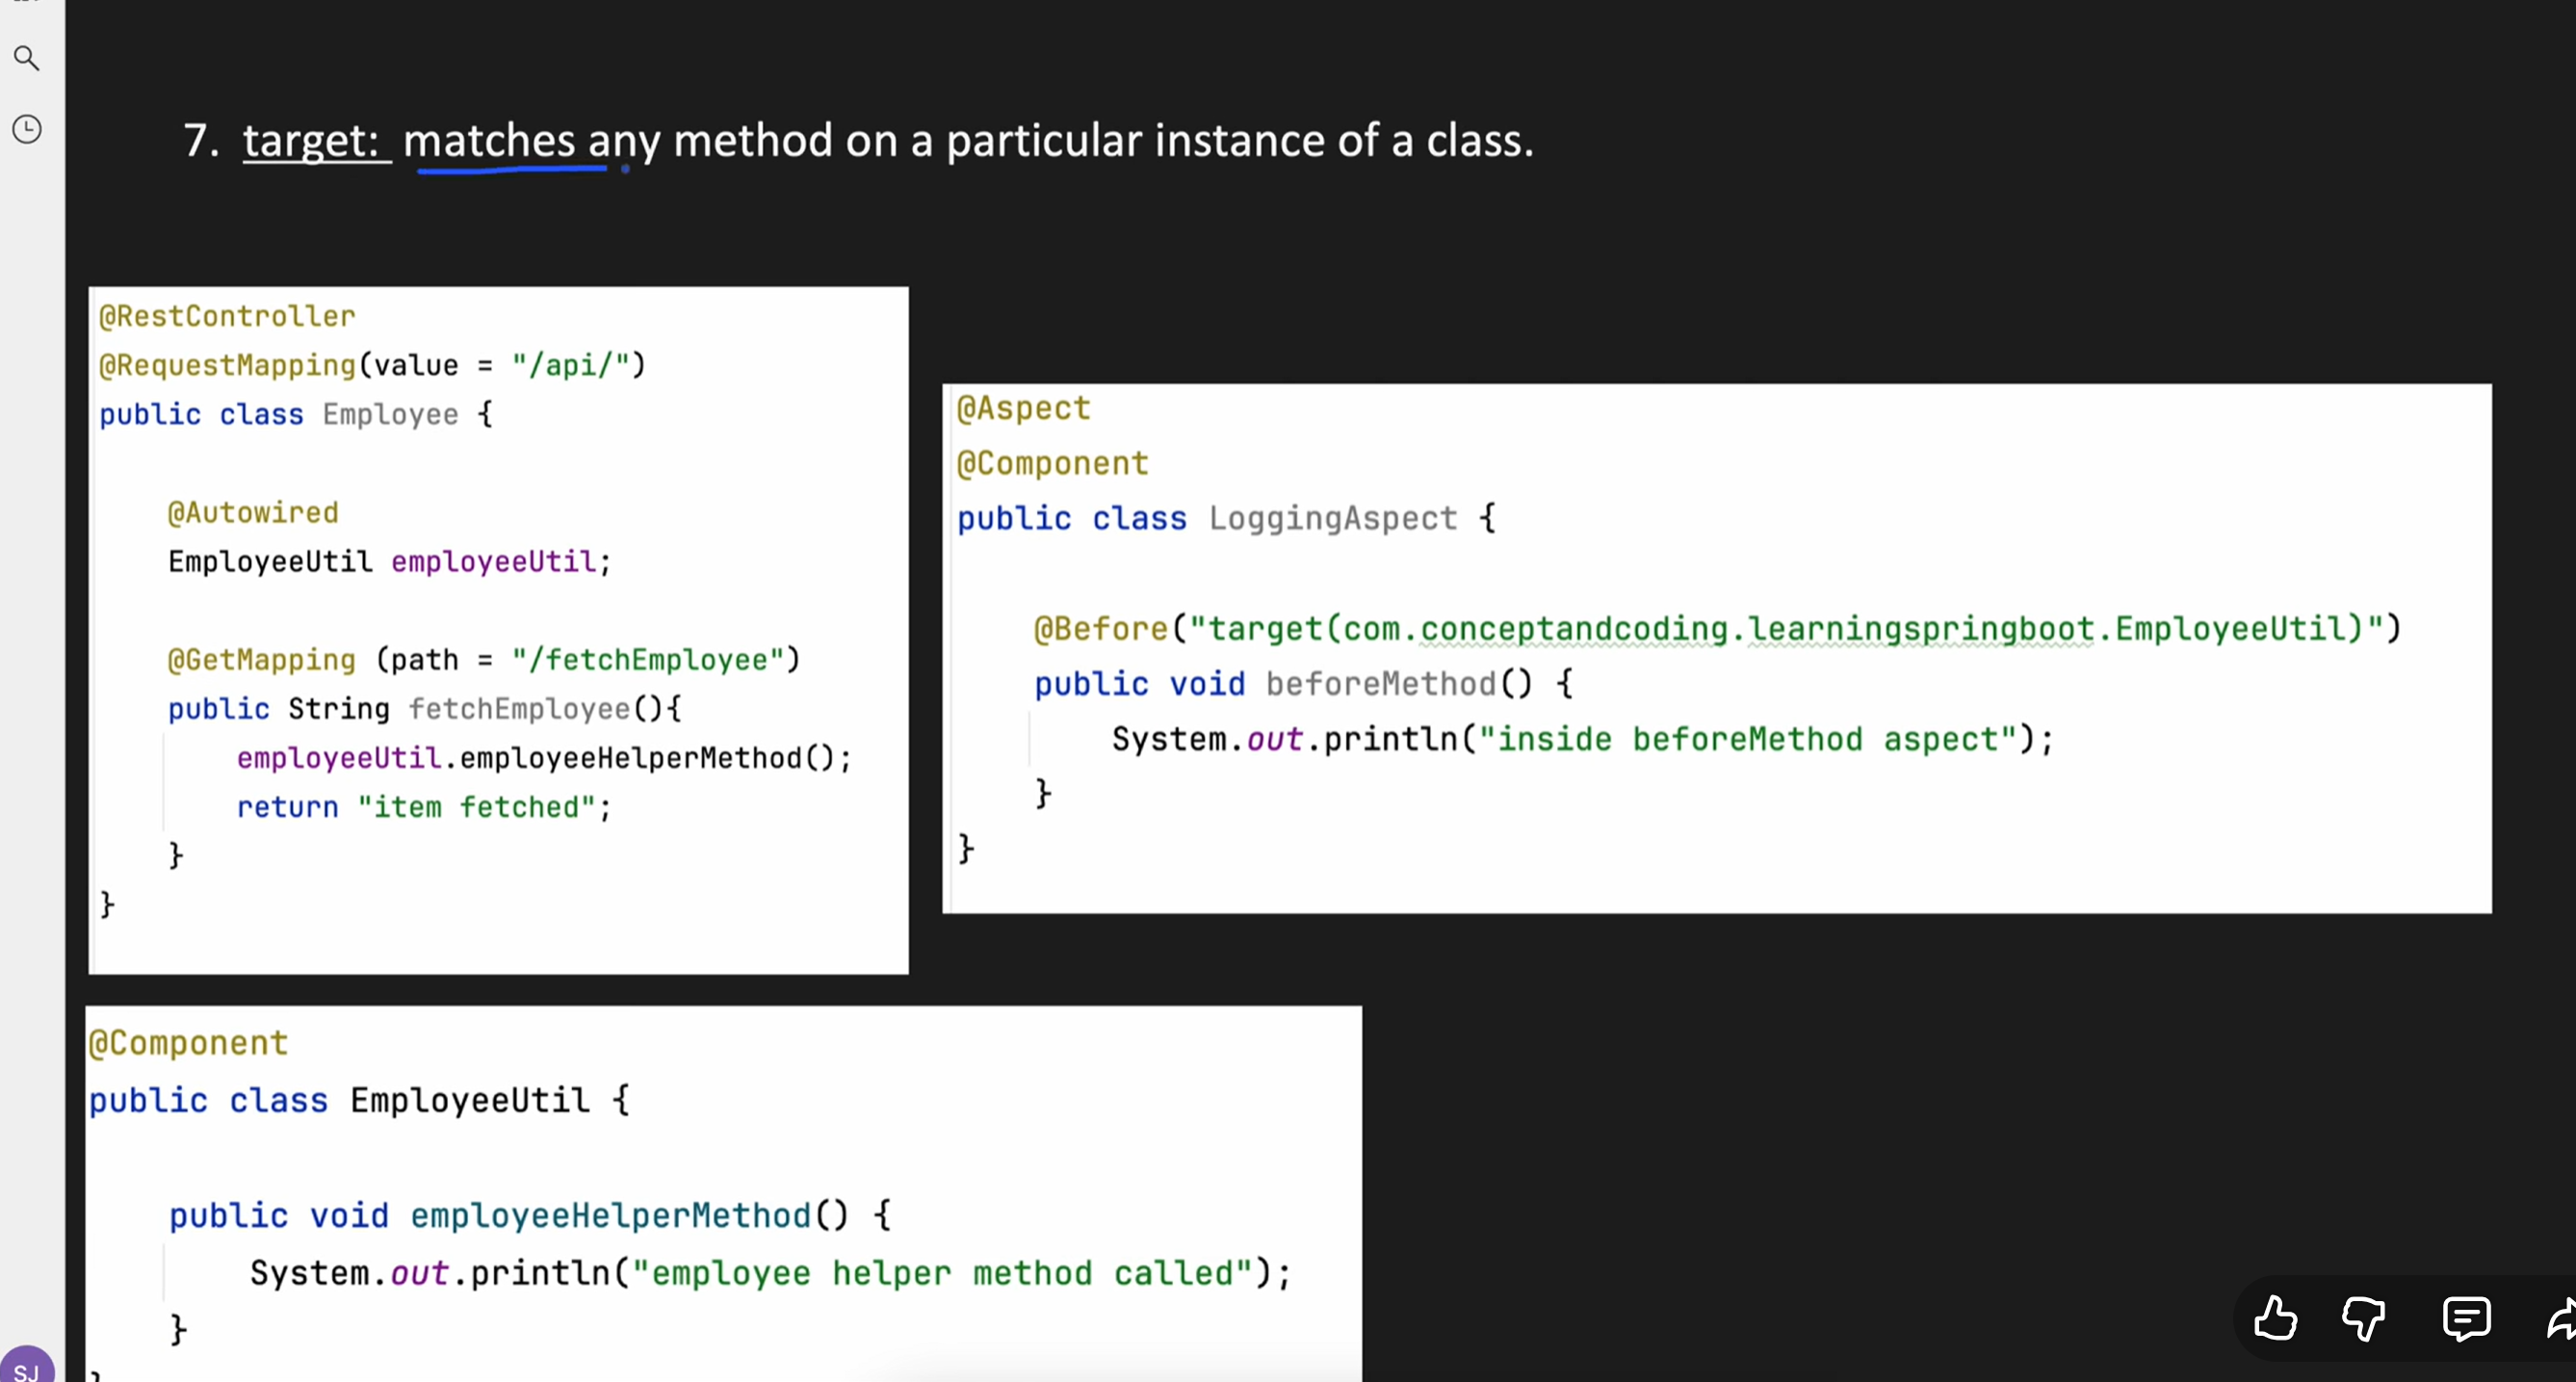 7. target: matches any method on a particular instance of a class.
@RestController
@RequestMapping(value = "/api/")
public class Employee {
@Autowired
EmployeeUtil employeeUtil;
@GetMapping (path = "/fetchEmployee")
public String fetchEmployee(){
employeeUtil.employeeHelperMethod();
return "item fetched";
}
}
@Aspect
@Component
public class LoggingAspect {
@Before("target(com.conceptandcoding.learningspringboot.EmployeeUtil)")
public void beforeMethod() {
System.out.println("inside beforeMethod aspect");
}
}
@Component
public class EmployeeUtil {
public void employeeHelperMethod() {
System.out.println("employee helper method called");
}
}
SJ